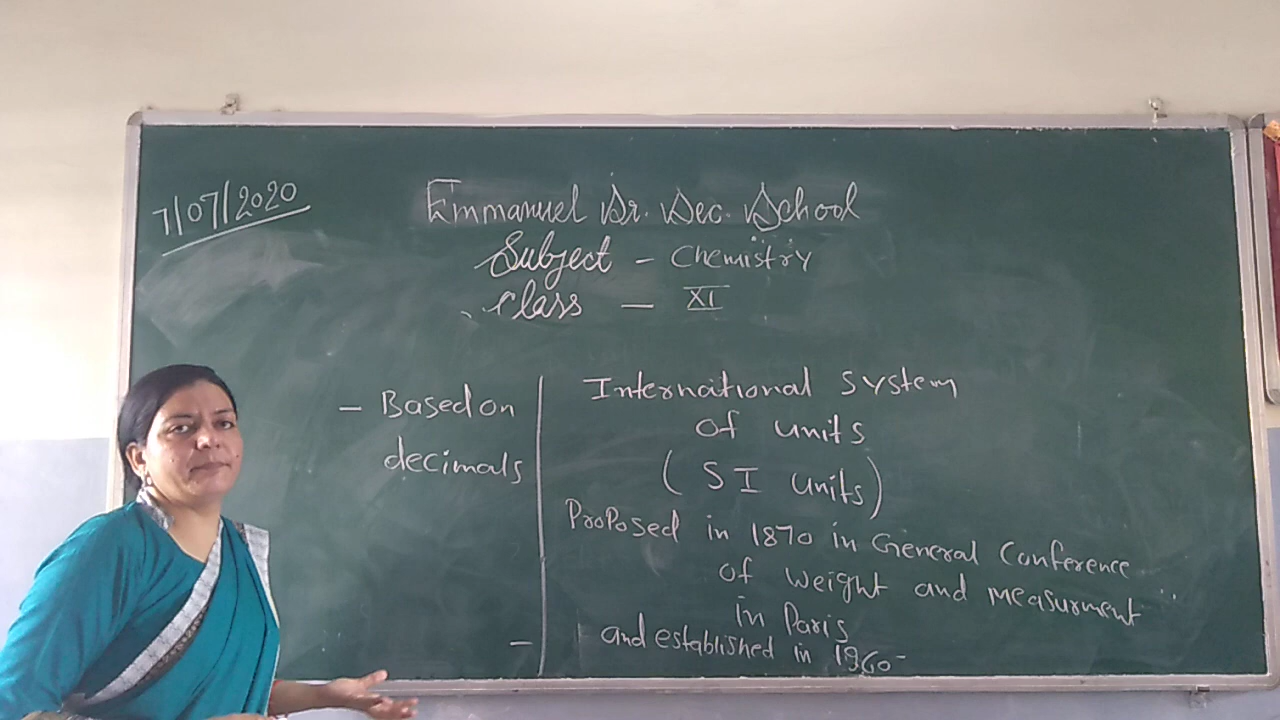 7/07/2020
Emmanuel Sr. Sec. School
Subject - Chemistry
Class - XI
- Based on
decimals
International System
of units
(SI units)
Proposed in 1870 in General Conference
of weight and measurment
in Paris
- and established in 1960